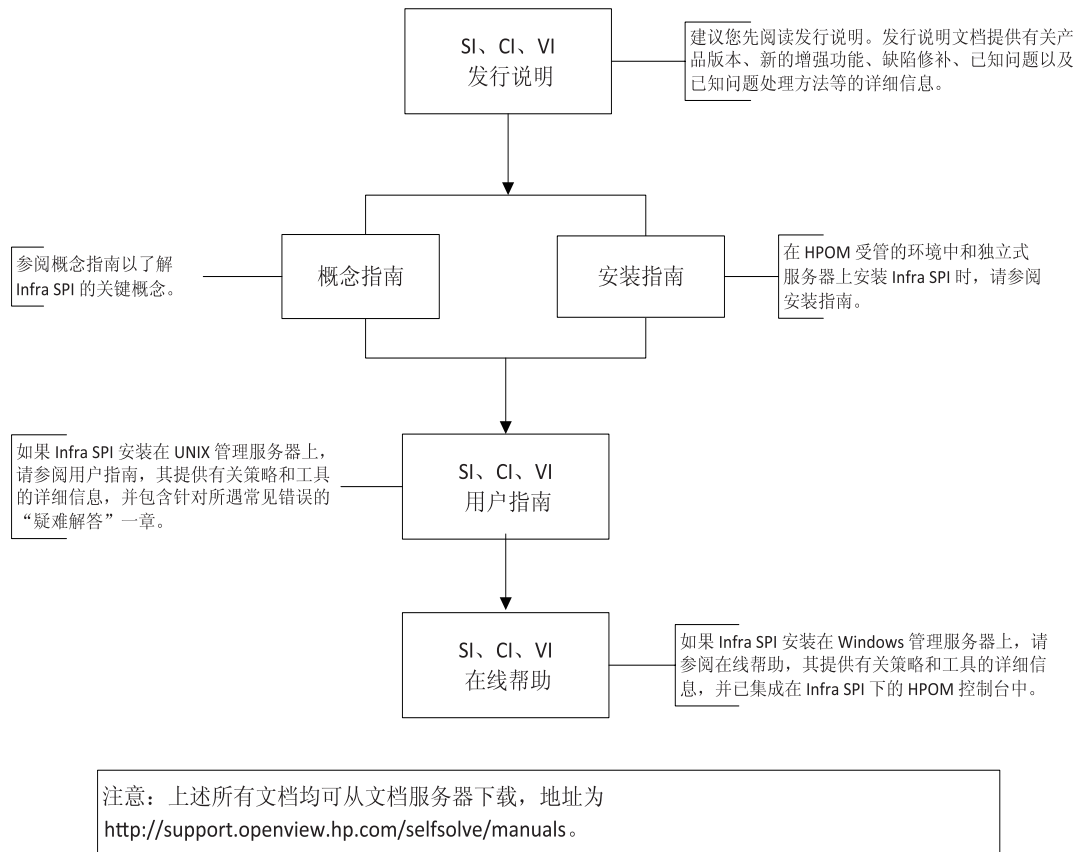 SI、CI、VI
发行说明
建议您先阅读发行说明。发行说明文档提供有关产
品版本、新的增强功能、缺陷修补、已知问题以及
已知问题处理方法等的详细信息。
参阅概念指南以了解
Infra SPI 的关键概念。
概念指南
安装指南
在 HPOM 受管的环境中和独立式
服务器上安装 Infra SPI 时，请参阅
安装指南。
如果 Infra SPI 安装在 UNIX 管理服务器上，
请参阅用户指南，其提供有关策略和工具
的详细信息，并包含针对所遇常见错误的
“疑难解答”一章。
SI、CI、VI
用户指南
SI、CI、VI
在线帮助
如果 Infra SPI 安装在 Windows 管理服务器上，请
参阅在线帮助，其提供有关策略和工具的详细信
息，并已集成在 Infra SPI 下的 HPOM 控制台中。
注意：上述所有文档均可从文档服务器下载，地址为
http://support.openview.hp.com/selfsolve/manuals。